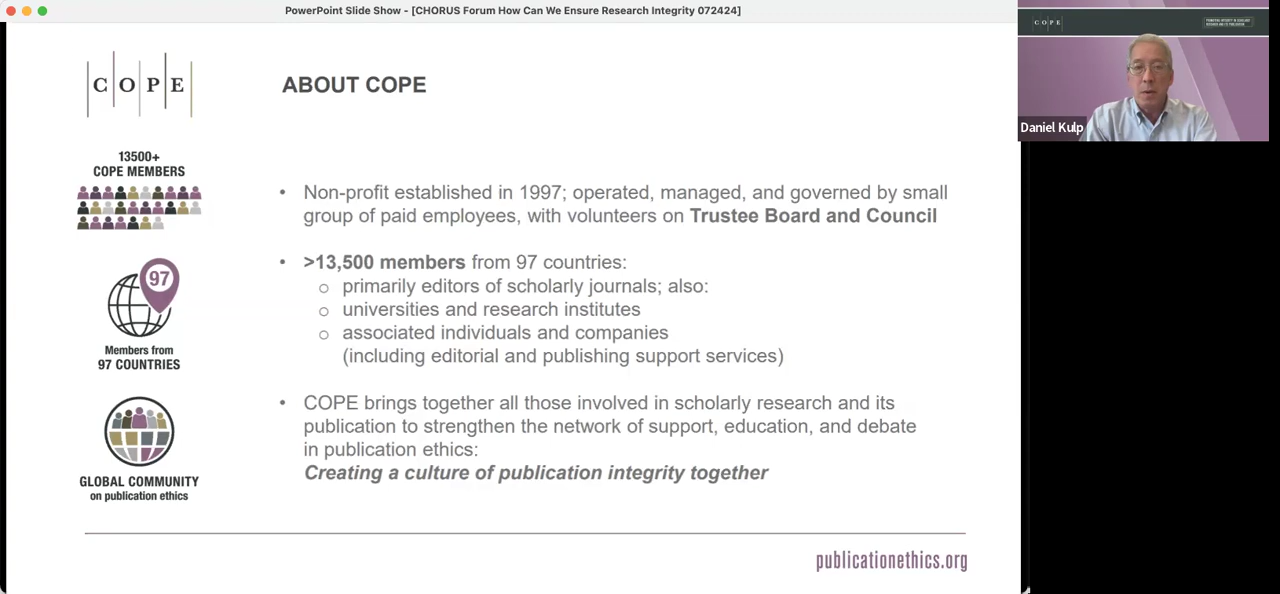 PowerPoint Slide Show - [CHORUS Forum How Can We Ensure Research Integrity 072424]
COPE
ABOUT COPE
13500+
COPE MEMBERS
97
Members from
97 COUNTRIES
GLOBAL COMMUNITY
on publication ethics
• Non-profit established in 1997; operated, managed, and governed by small
group of paid employees, with volunteers on Trustee Board and Council
• >13,500 members from 97 countries:
o primarily editors of scholarly journals; also:
o universities and research institutes
o associated individuals and companies
(including editorial and publishing support services)
• COPE brings together all those involved in scholarly research and its
publication to strengthen the network of support, education, and debate
in publication ethics:
Creating a culture of publication integrity together
publicationethics.org
COPE
Daniel Kulp